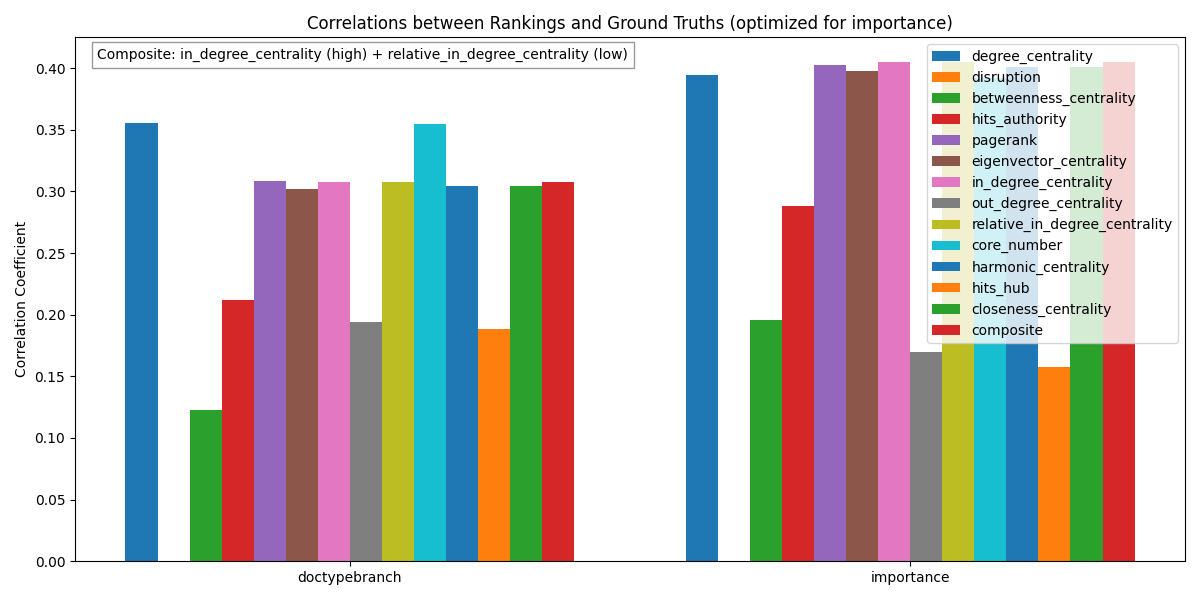 Correlations between Rankings and Ground Truths (optimized for importance)
Composite: in_degree_centrality (high) + relative_in_degree_centrality (low)
degree_centrality
disruption
betweenness_centrality
hits_authority
pagerank
eigenvector_centrality
in_degree_centrality
out_degree_centrality
relative_in_degree_centrality
core_number
harmonic_centrality
hits_hub
closeness_centrality
composite
Correlation Coefficient
0.40
0.35
0.30
0.25
0.20
0.15
0.10
0.05
0.00
doctypebranch
importance